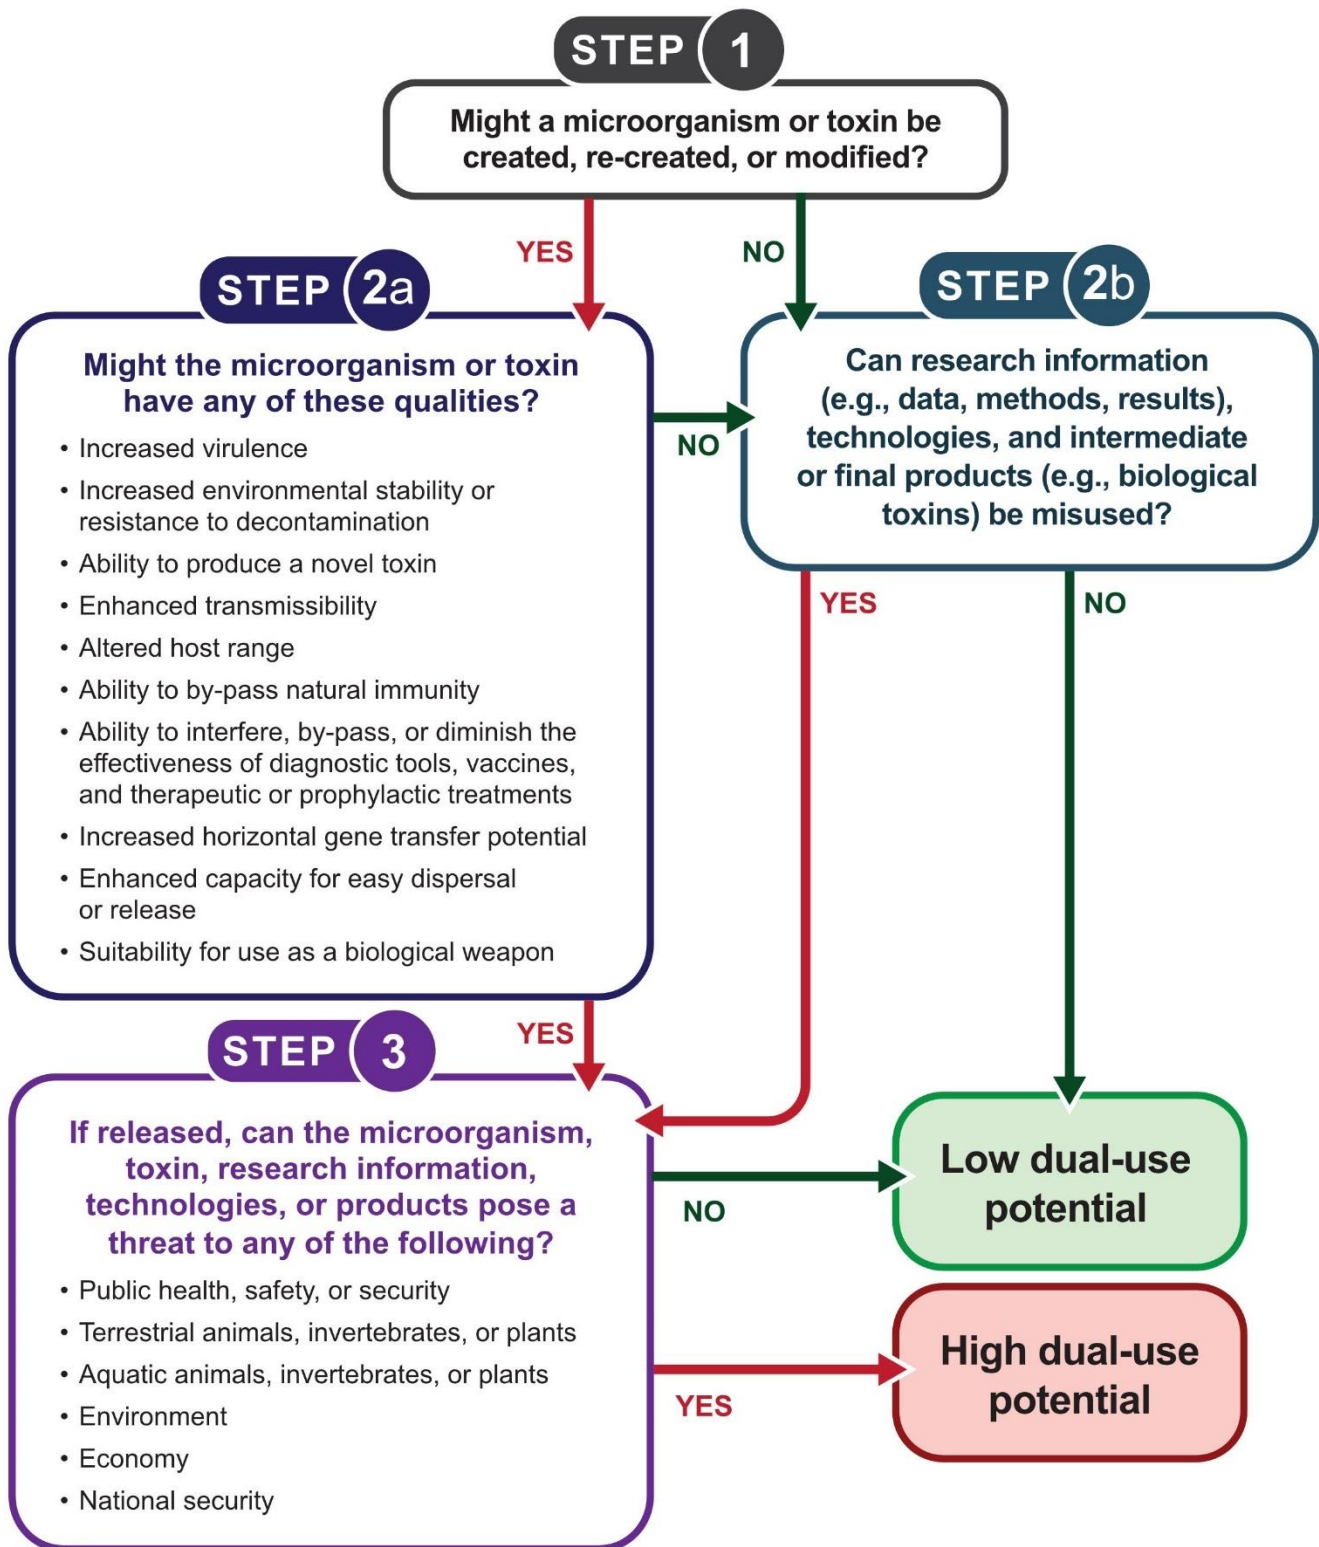 STEP 1
Might a microorganism or toxin be
created, re-created, or modified?
YES
NO
STEP 2a
Might the microorganism or toxin
have any of these qualities?
• Increased virulence
• Increased environmental stability or
resistance to decontamination
• Ability to produce a novel toxin
• Enhanced transmissibility
• Altered host range
• Ability to by-pass natural immunity
• Ability to interfere, by-pass, or diminish the
effectiveness of diagnostic tools, vaccines,
and therapeutic or prophylactic treatments
• Increased horizontal gene transfer potential
• Enhanced capacity for easy dispersal
or release
• Suitability for use as a biological weapon
NO
STEP 2b
Can research information
(e.g., data, methods, results),
technologies, and intermediate
or final products (e.g., biological
toxins) be misused?
YES
NO
YES
STEP 3
If released, can the microorganism,
toxin, research information,
technologies, or products pose a
threat to any of the following?
• Public health, safety, or security
• Terrestrial animals, invertebrates, or plants
• Aquatic animals, invertebrates, or plants
• Environment
• Economy
• National security
NO
Low dual-use
potential
YES
High dual-use
potential